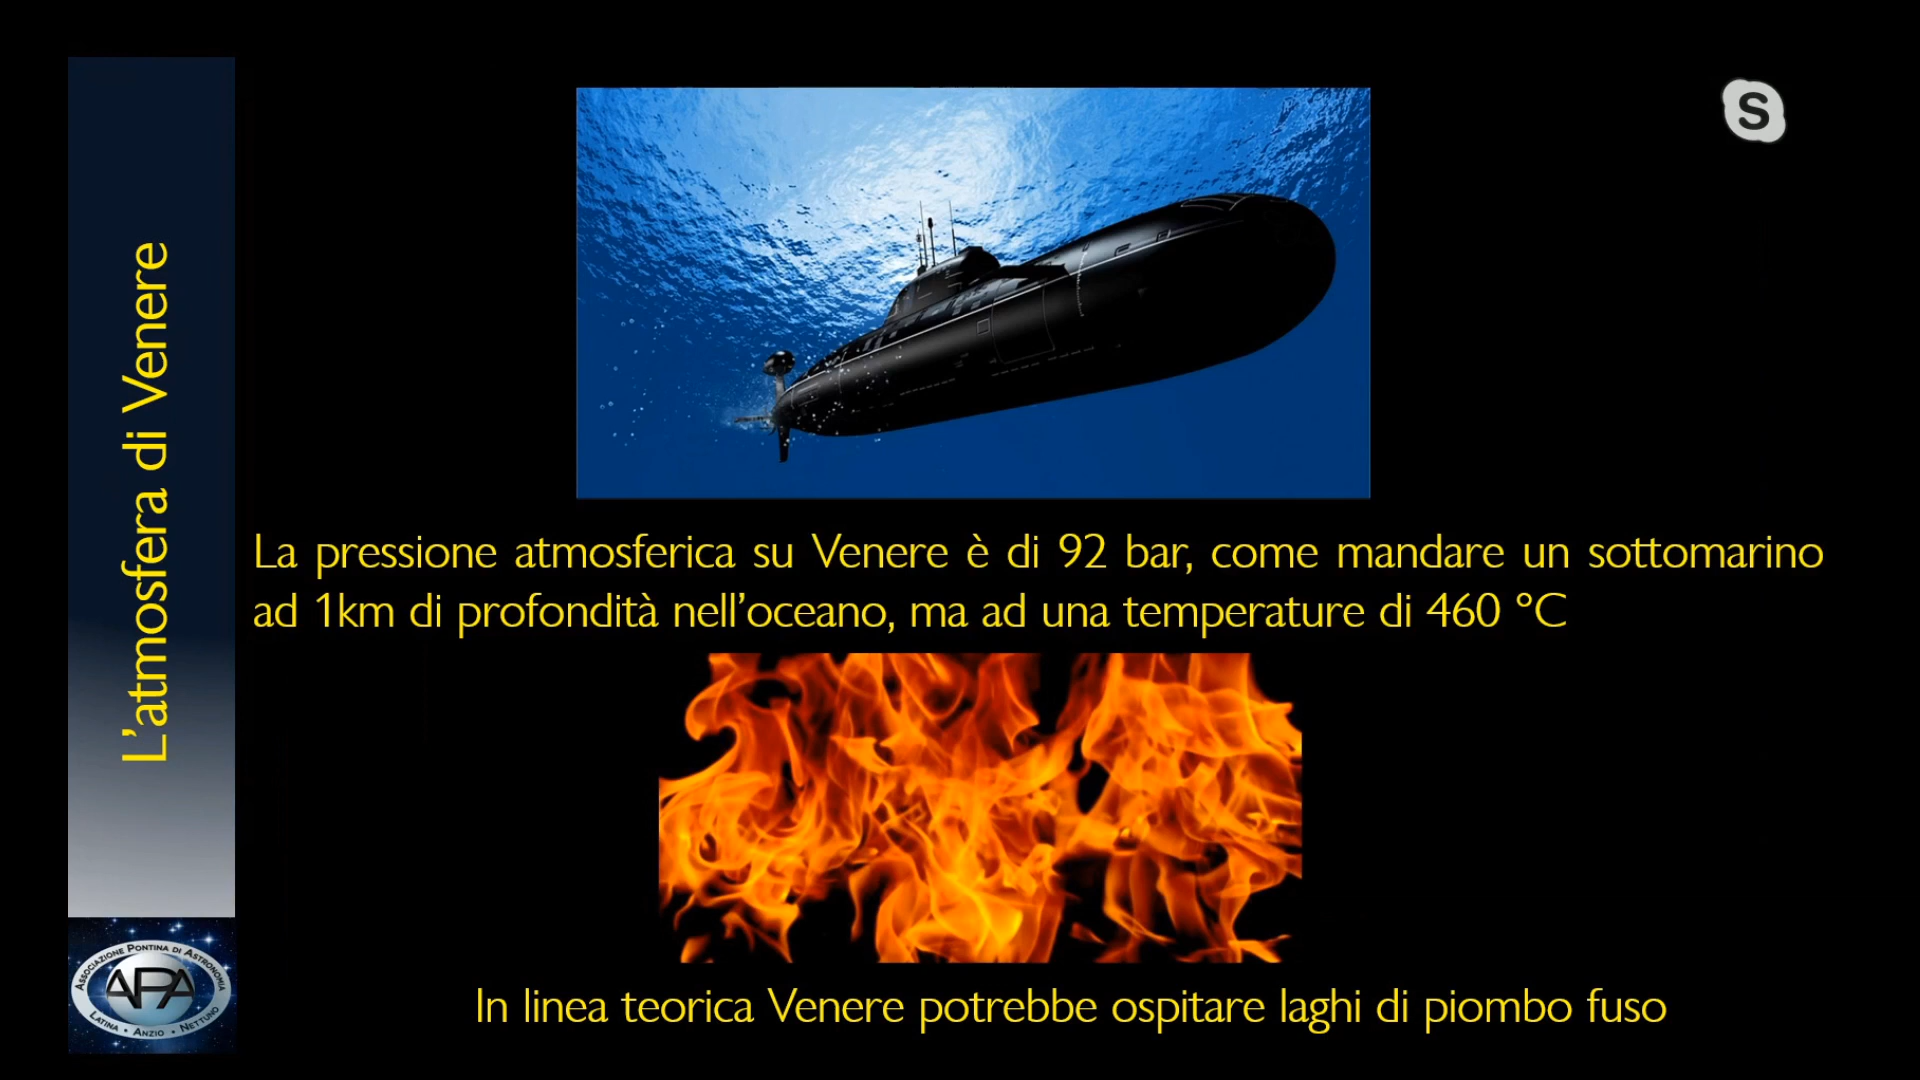 L'atmosfera di Venere
S
La pressione atmosferica su Venere è di 92 bar, come mandare un sottomarino
ad 1km di profondità nell'oceano, ma ad una temperature di 460 °C
In linea teorica Venere potrebbe ospitare laghi di piombo fuso
ASSOCIAZIONE PONTINA DI ASTRONOMIA
APA
LATINA • ANZIO • NETTUNO